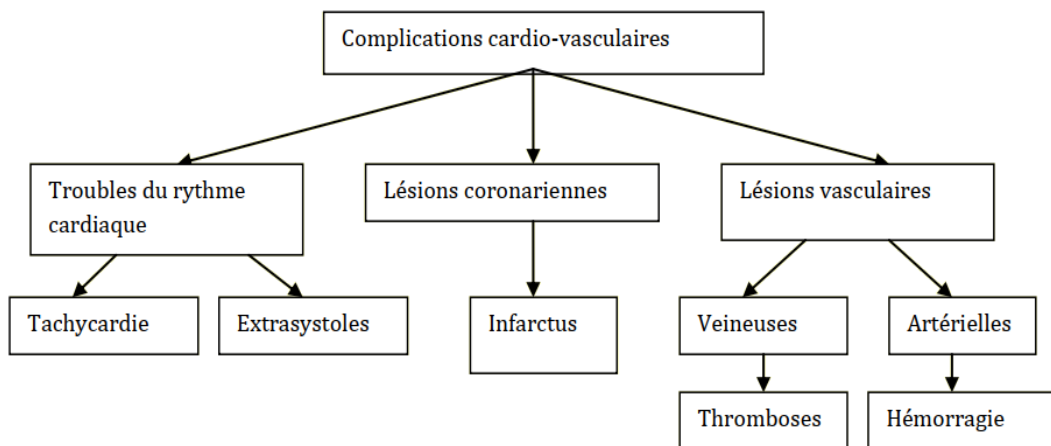 Complications cardio-vasculaires
Troubles du rythme
cardiaque
Lésions coronariennes
Lésions vasculaires
Tachycardie
Extrasystoles
Infarctus
Veineuses
Artérielles
Thromboses
Hémorragie